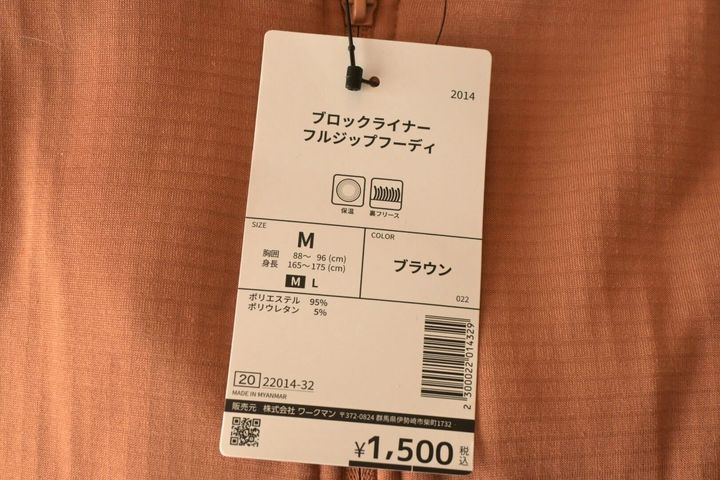 2014
ブロックライナー
フルジップフーディ
保温 裏フリース
SIZE
M
胸囲 88～ 96 (cm)
身長 165～175 (cm)
M L
COLOR
ブラウン
022
ポリエステル 95%
ポリウレタン 5%
2 300022 014329
20 22014-32
MADE IN MYANMAR
販売元 株式会社 ワークマン 〒372-0824 群馬県伊勢崎市柴町1732
¥1,500 税込